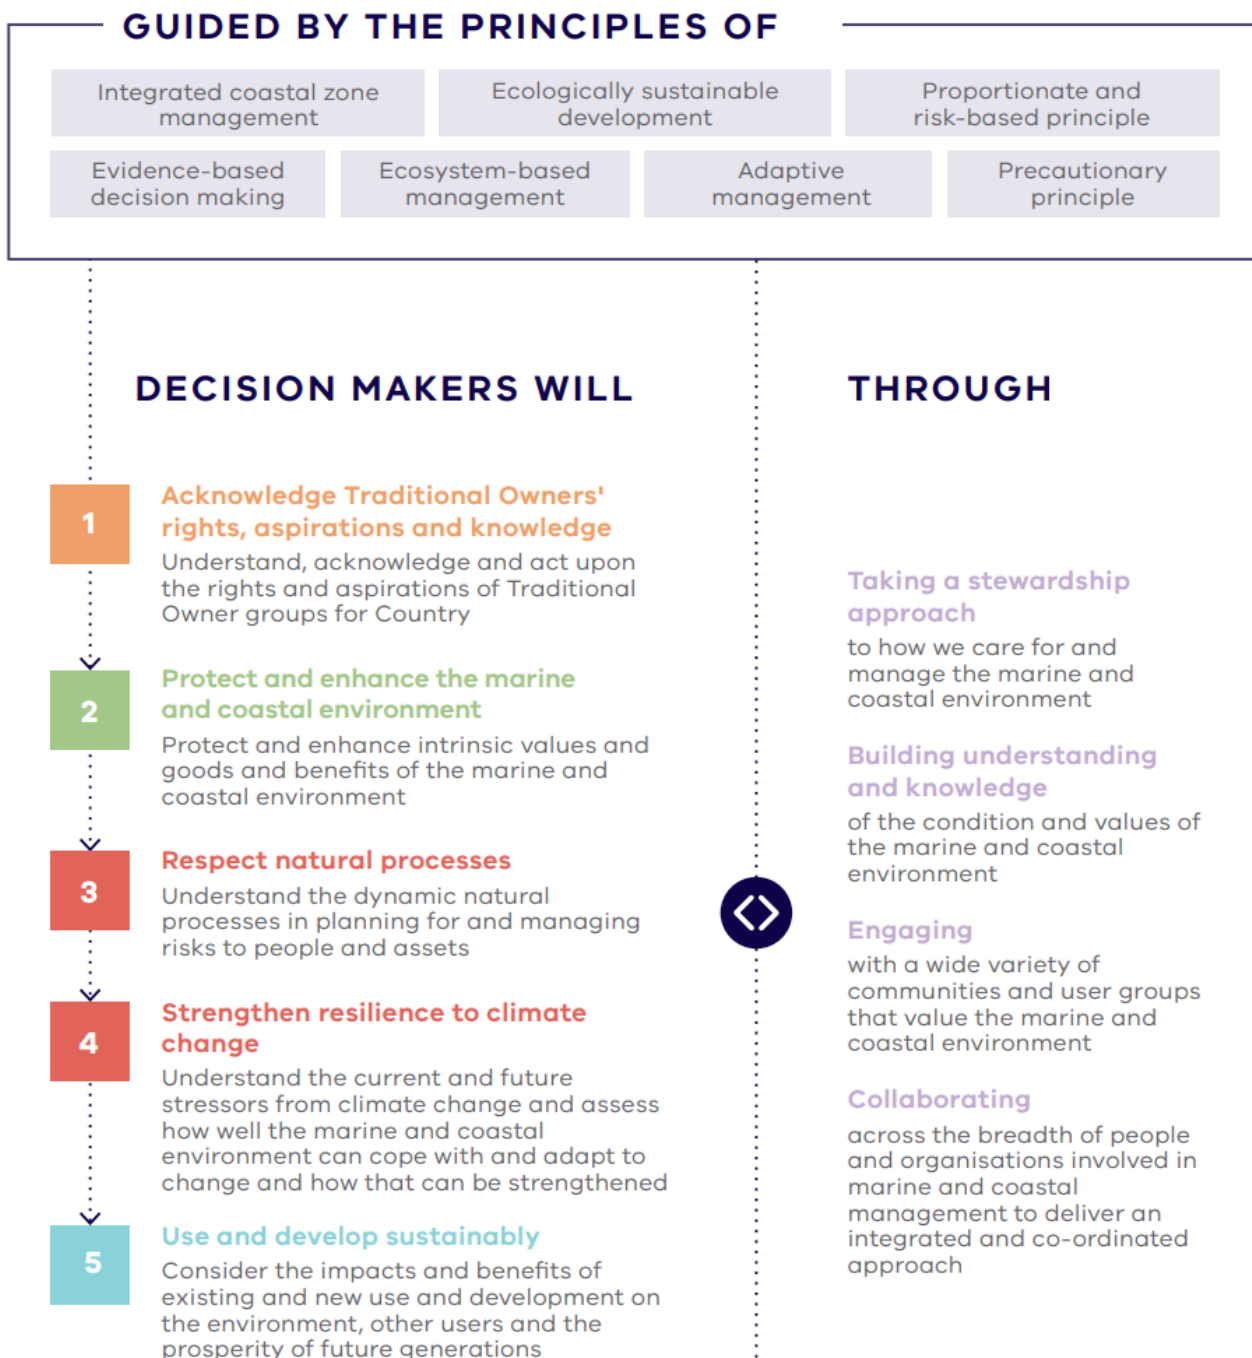 GUIDED BY THE PRINCIPLES OF
Integrated coastal zone
management
Ecologically sustainable
development
Proportionate and
risk-based principle
Evidence-based
decision making
Ecosystem-based
management
Adaptive
management
Precautionary
principle
DECISION MAKERS WILL
1
Acknowledge Traditional Owners'
rights, aspirations and knowledge
Understand, acknowledge and act upon
the rights and aspirations of Traditional
Owner groups for Country
2
Protect and enhance the marine
and coastal environment
Protect and enhance intrinsic values and
goods and benefits of the marine and
coastal environment
3
Respect natural processes
Understand the dynamic natural
processes in planning for and managing
risks to people and assets
4
Strengthen resilience to climate
change
Understand the current and future
stressors from climate change and assess
how well the marine and coastal
environment can cope with and adapt to
change and how that can be strengthened
5
Use and develop sustainably
Consider the impacts and benefits of
existing and new use and development on
the environment, other users and the
prosperity of future generations
THROUGH
Taking a stewardship
approach
to how we care for and
manage the marine and
coastal environment
Building understanding
and knowledge
of the condition and values of
the marine and coastal
environment
Engaging
with a wide variety of
communities and user groups
that value the marine and
coastal environment
Collaborating
across the breadth of people
and organisations involved in
marine and coastal
management to deliver an
integrated and co-ordinated
approach